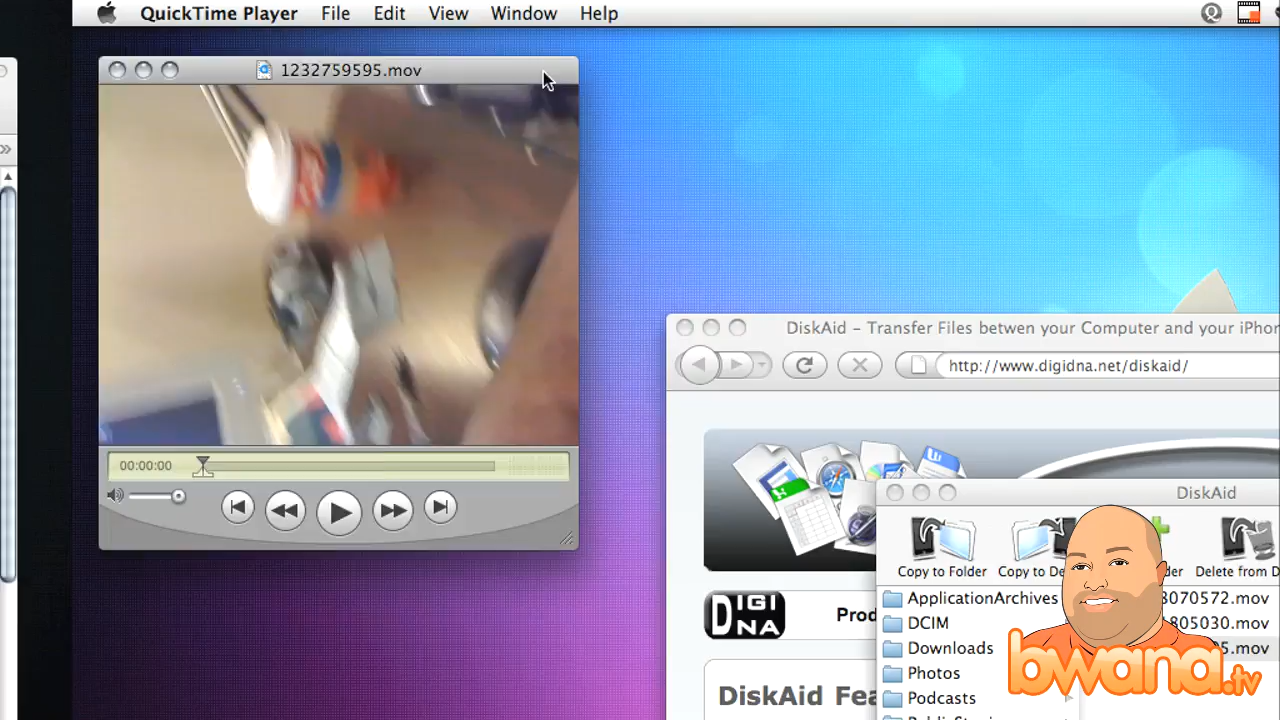 QuickTime Player File Edit View Window Help
1232759595.mov
00:00:00
DiskAid – Transfer Files betwen your Computer and your iPhon
http://www.digidna.net/diskaid/
DiskAid
Copy to Folder
DIGI
DNA
Prod
DiskAid Fea
ApplicationArchives
DCIM
Downloads
Photos
Podcasts
3070572.mov
805030.mov
5.mov
Copy to De
der
Delete from D
bwana.tv